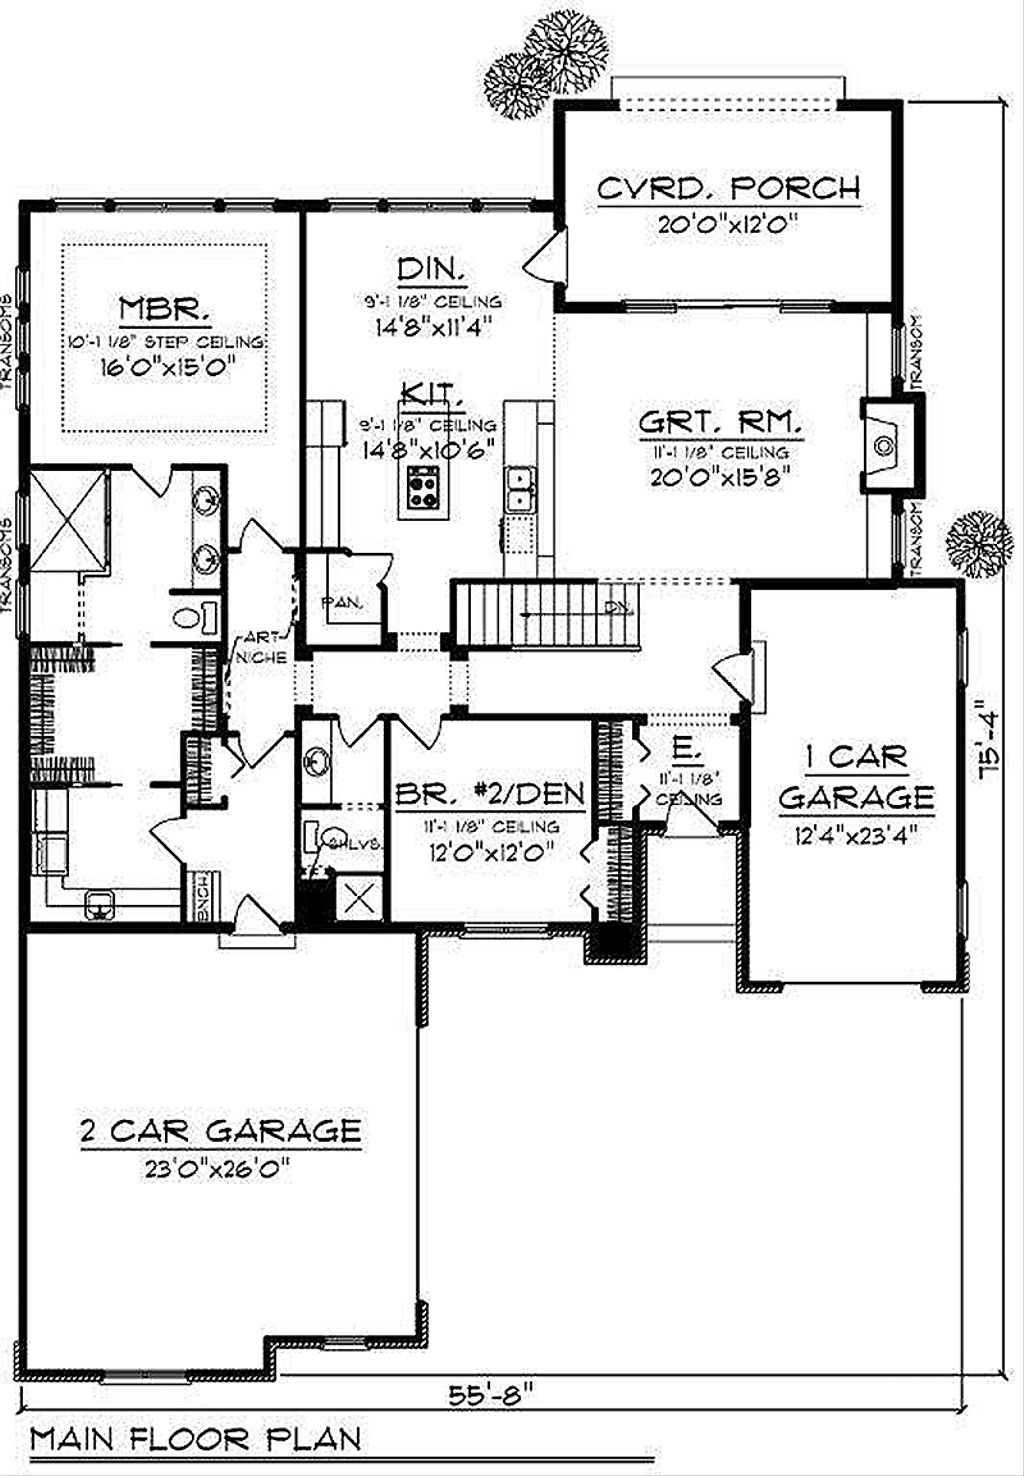 CVRD. PORCH
20'0"x12'0"
DIN.
9'-1 1/8" CEILING
14'8"x11'4"
MBR.
10'-1 1/8" STEP CEILING
16'0"x15'0"
TRANSOMS
TRANSOM
KIT.
9'-1 1/8" CEILING
14'8"x10'6"
GRT. RM.
11'-1 1/8" CEILING
20'0"x15'8"
TRANSOMS
TRANSOM
PAN.
DN.
ART
NICHE
75'-4"
E.
11'-1 1/8"
CEILING
1 CAR
GARAGE
12'4"x23'4"
BR. #2/DEN
11'-1 1/8" CEILING
12'0"x12'0"
SHLVS.
BENCH
2 CAR GARAGE
23'0"x26'0"
55'-8"
MAIN FLOOR PLAN